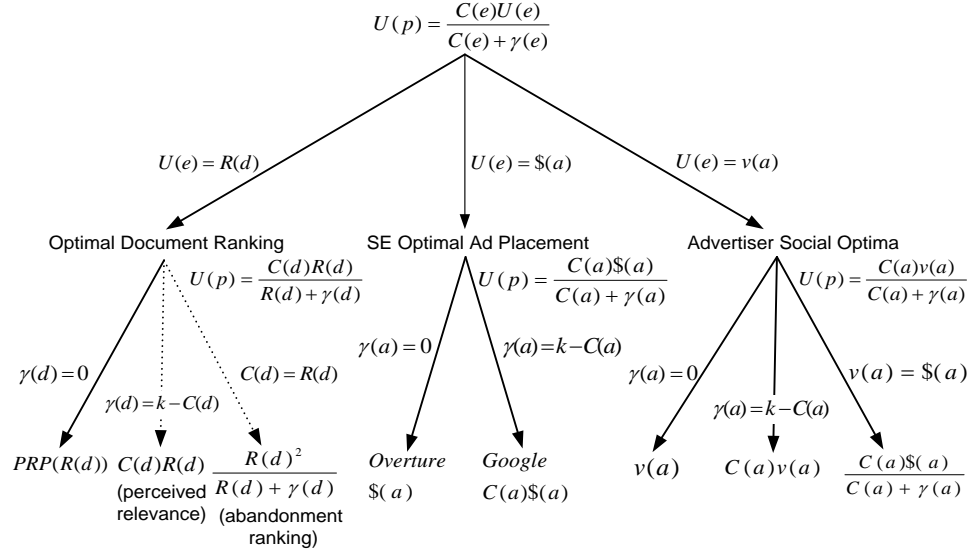 U(p) = C(e)U(e) / C(e) + γ(e)
U(e) = R(d)
U(e) = $(a)
U(e) = v(a)
Optimal Document Ranking
SE Optimal Ad Placement
Advertiser Social Optima
U(p) = C(d)R(d) / R(d) + γ(d)
U(p) = C(a)$(a) / C(a) + γ(a)
U(p) = C(a)v(a) / C(a) + γ(a)
γ(d)=0
γ(d)=k−C(d)
C(d)=R(d)
γ(a)=0
γ(a)=k−C(a)
γ(a)=0
γ(a)=k−C(a)
v(a) = $(a)
PRP(R(d))
C(d)R(d)
(perceived
relevance)
R(d)² / R(d) + γ(d)
(abandonment
ranking)
Overture
$(a)
Google
C(a)$(a)
v(a)
C(a)v(a)
C(a)$(a) / C(a) + γ(a)